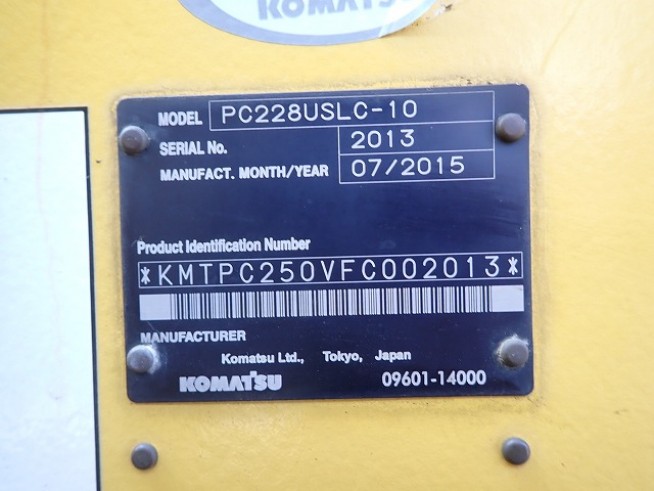 KOMATSU
MODEL PC228USLC-10
SERIAL No. 2013
MANUFACT. MONTH/YEAR 07/2015
Product Identification Number
*KMTPC250VFC002013*
MANUFACTURER
Komatsu Ltd., Tokyo, Japan
KOMATSU 09601-14000